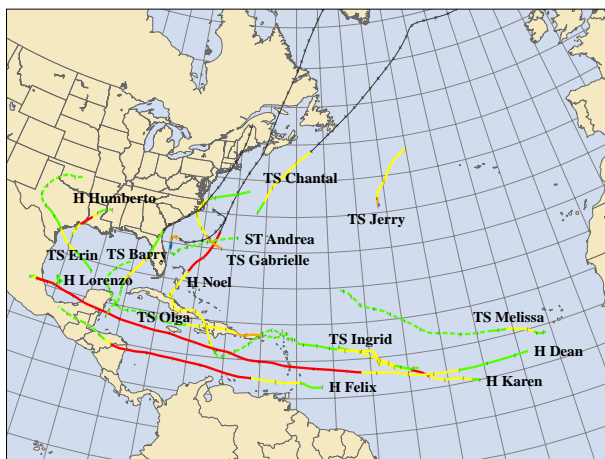 TS Chantal
H Humberto
TS Jerry
ST Andrea
TS Erin
TS Barry
TS Gabrielle
H Lorenzo
H Noel
TS Olga
TS Melissa
TS Ingrid
H Dean
H Karen
H Felix